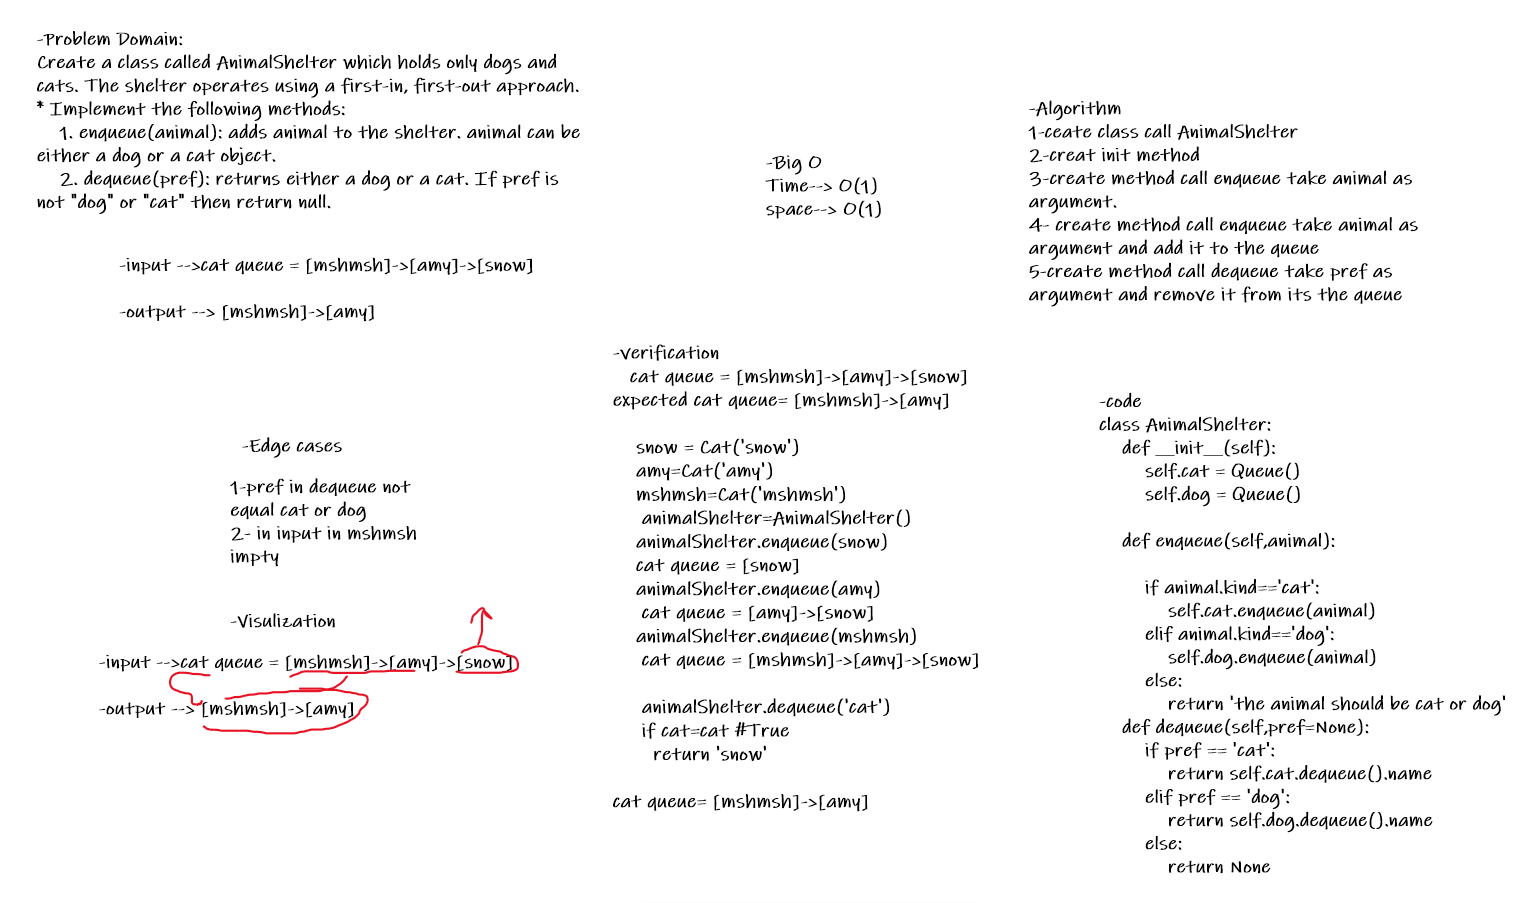 -Problem Domain:
Create a class called AnimalShelter which holds only dogs and
cats. The shelter operates using a first-in, first-out approach.
* Implement the following methods:
1. enqueue(animal): adds animal to the shelter. animal can be
either a dog or a cat object.
2. dequeue(pref): returns either a dog or a cat. If pref is
not "dog" or "cat" then return null.
-input -->cat queue = [mshmsh]->[amy]->[snow]
-output --> [mshmsh]->[amy]
-Edge cases
1-pref in dequeue not
equal cat or dog
2- in input in mshmsh
impty
-Visulization
-input -->cat queue = [mshmsh]->[amy]->[snow]
-output --> [mshmsh]->[amy]
-Big O
Time--> O(1)
space--> O(1)
-verification
cat queue = [mshmsh]->[amy]->[snow]
expected cat queue= [mshmsh]->[amy]
snow = Cat('snow')
amy=Cat('amy')
mshmsh=Cat('mshmsh')
animalShelter=AnimalShelter()
animalShelter.enqueue(snow)
cat queue = [snow]
animalShelter.enqueue(amy)
cat queue = [amy]->[snow]
animalShelter.enqueue(mshmsh)
cat queue = [mshmsh]->[amy]->[snow]
animalShelter.dequeue('cat')
if cat=cat #True
return 'snow'
cat queue= [mshmsh]->[amy]
-Algorithm
1-ceate class call AnimalShelter
2-creat init method
3-create method call enqueue take animal as
argument.
4- create method call enqueue take animal as
argument and add it to the queue
5-create method call dequeue take pref as
argument and remove it from its the queue
-code
class AnimalShelter:
def __init__(self):
self.cat = Queue()
self.dog = Queue()
def enqueue(self,animal):
if animal.kind=='cat':
self.cat.enqueue(animal)
elif animal.kind=='dog':
self.dog.enqueue(animal)
else:
return 'the animal should be cat or dog'
def dequeue(self,pref=None):
if pref == 'cat':
return self.cat.dequeue().name
elif pref == 'dog':
return self.dog.dequeue().name
else:
return None